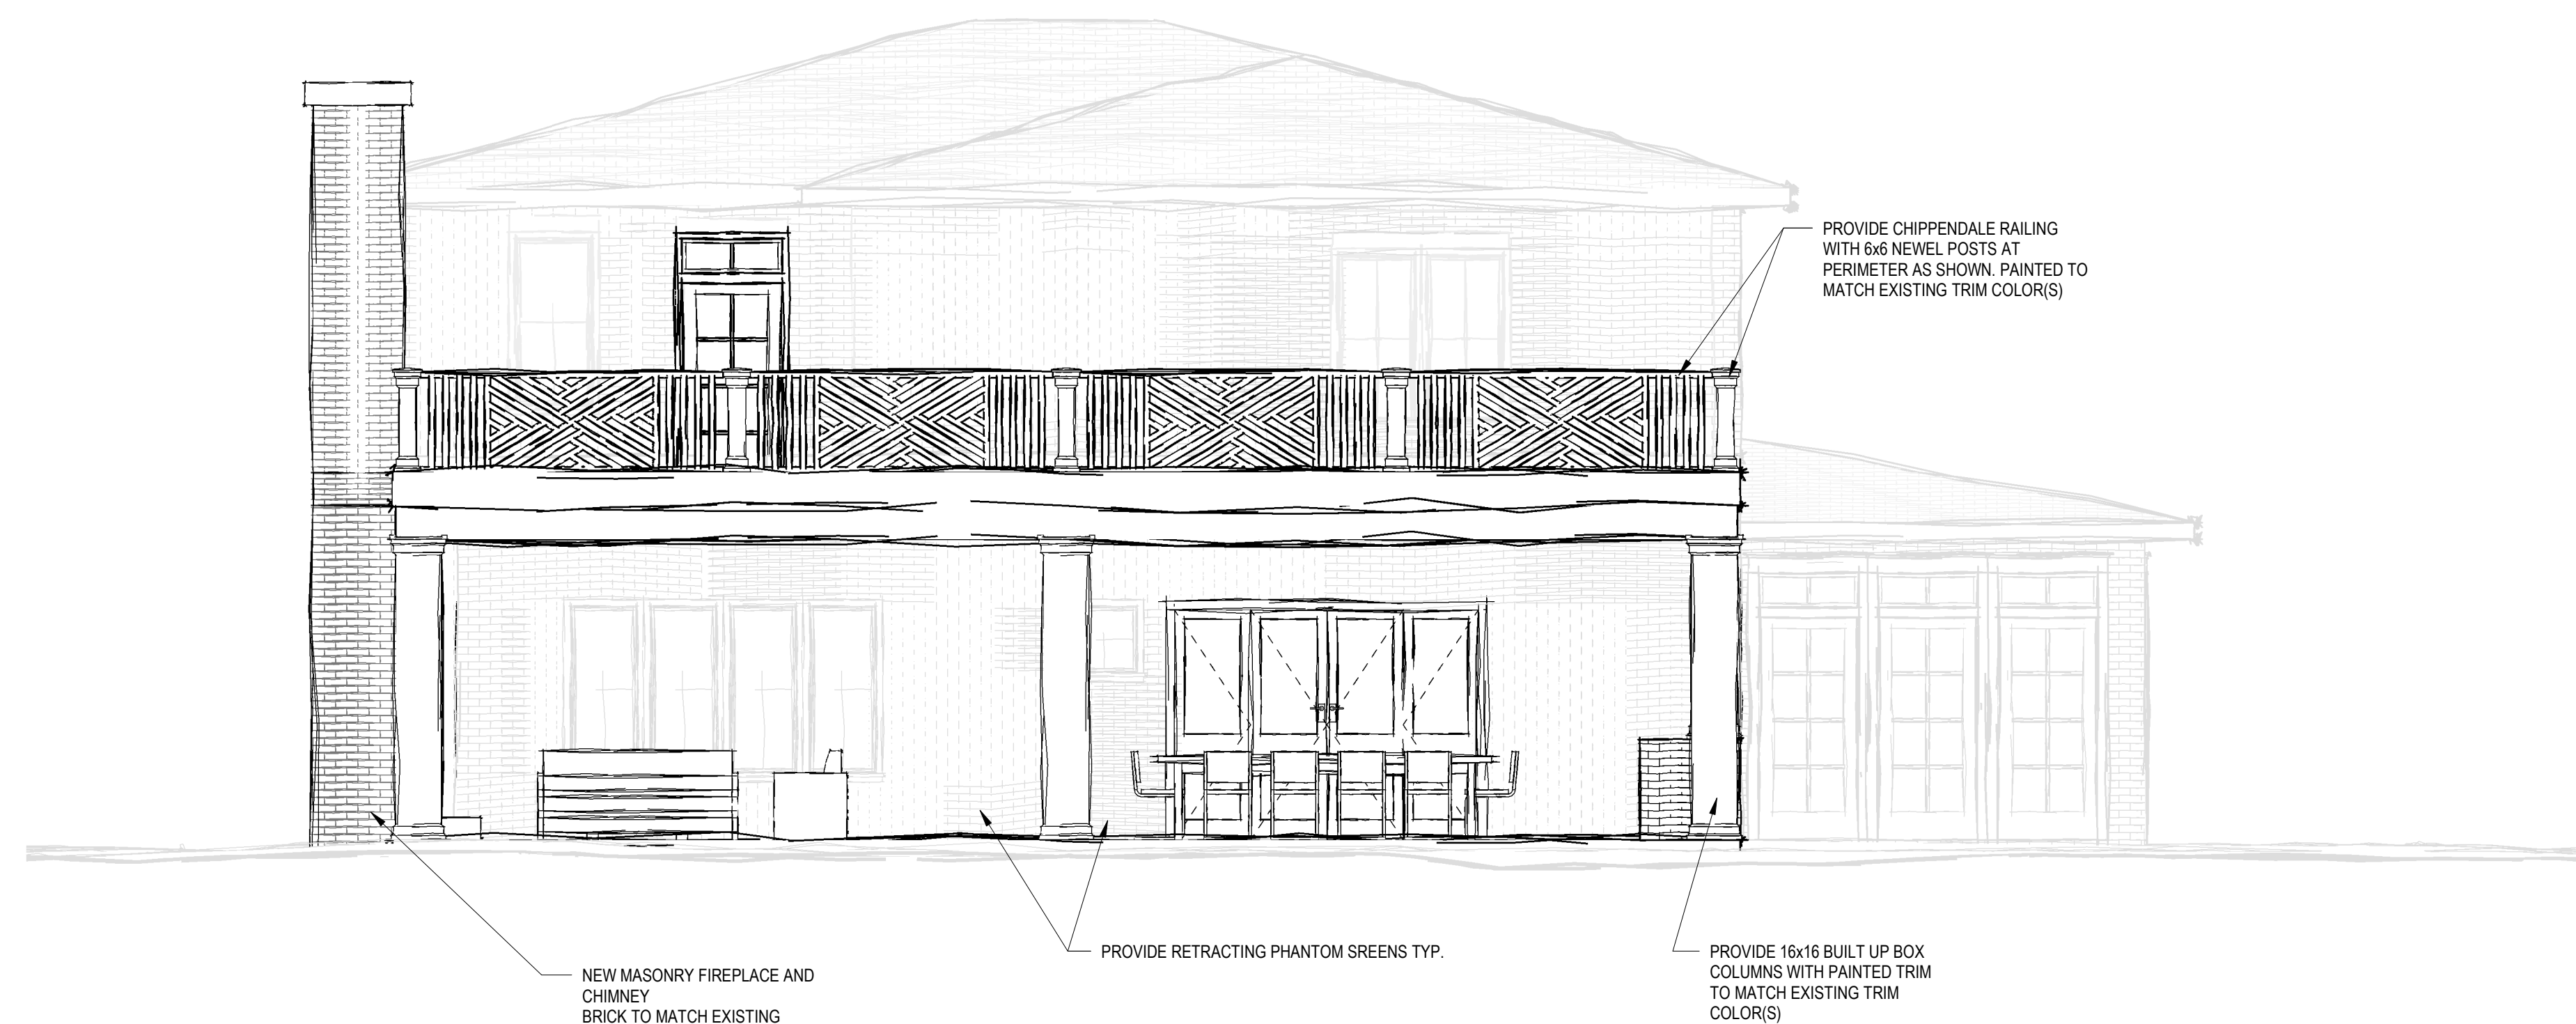 PROVIDE CHIPPENDALE RAILING
WITH 6x6 NEWEL POSTS AT
PERIMETER AS SHOWN. PAINTED TO
MATCH EXISTING TRIM COLOR(S)
PROVIDE RETRACTING PHANTOM SREENS TYP.
PROVIDE 16x16 BUILT UP BOX
COLUMNS WITH PAINTED TRIM
TO MATCH EXISTING TRIM
COLOR(S)
NEW MASONRY FIREPLACE AND
CHIMNEY
BRICK TO MATCH EXISTING